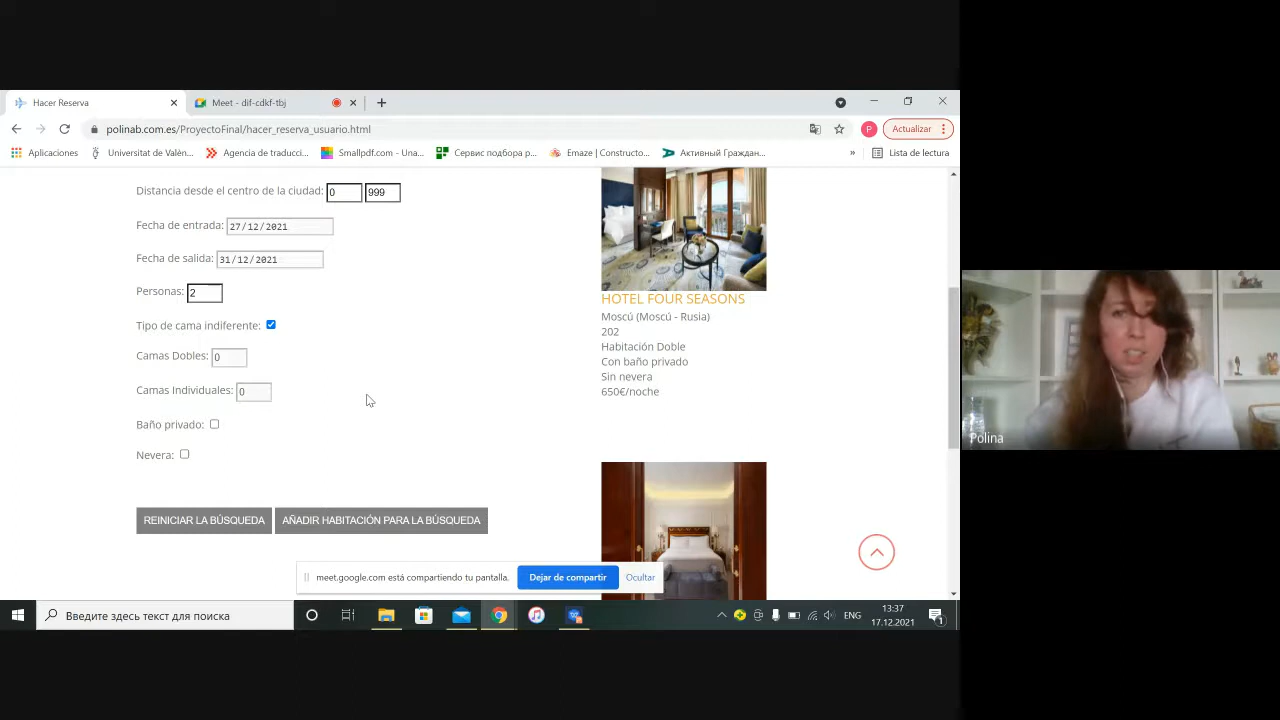 Hacer Reserva
Meet - dif-cdkf-tbj
polinab.com.es/ProyectoFinal/hacer_reserva_usuario.html
P
Actualizar
Aplicaciones
Universitat de Valèn...
Agencia de traducci...
Smallpdf.com - Una...
Сервис подбора р...
Emaze | Constructo...
Активный Граждан...
»
Lista de lectura
Distancia desde el centro de la ciudad: 0 999
Fecha de entrada: 27/12/2021
Fecha de salida: 31/12/2021
Personas: 2
Tipo de cama indiferente:
Camas Dobles: 0
Camas Individuales: 0
Baño privado:
Nevera:
REINICIAR LA BÚSQUEDA AÑADIR HABITACIÓN PARA LA BÚSQUEDA
HOTEL FOUR SEASONS
Moscú (Moscú - Rusia)
202
Habitación Doble
Con baño privado
Sin nevera
650€/noche
Polina
meet.google.com está compartiendo tu pantalla. Dejar de compartir Ocultar
Введите здесь текст для поиска
ENG
13:37
17.12.2021
1